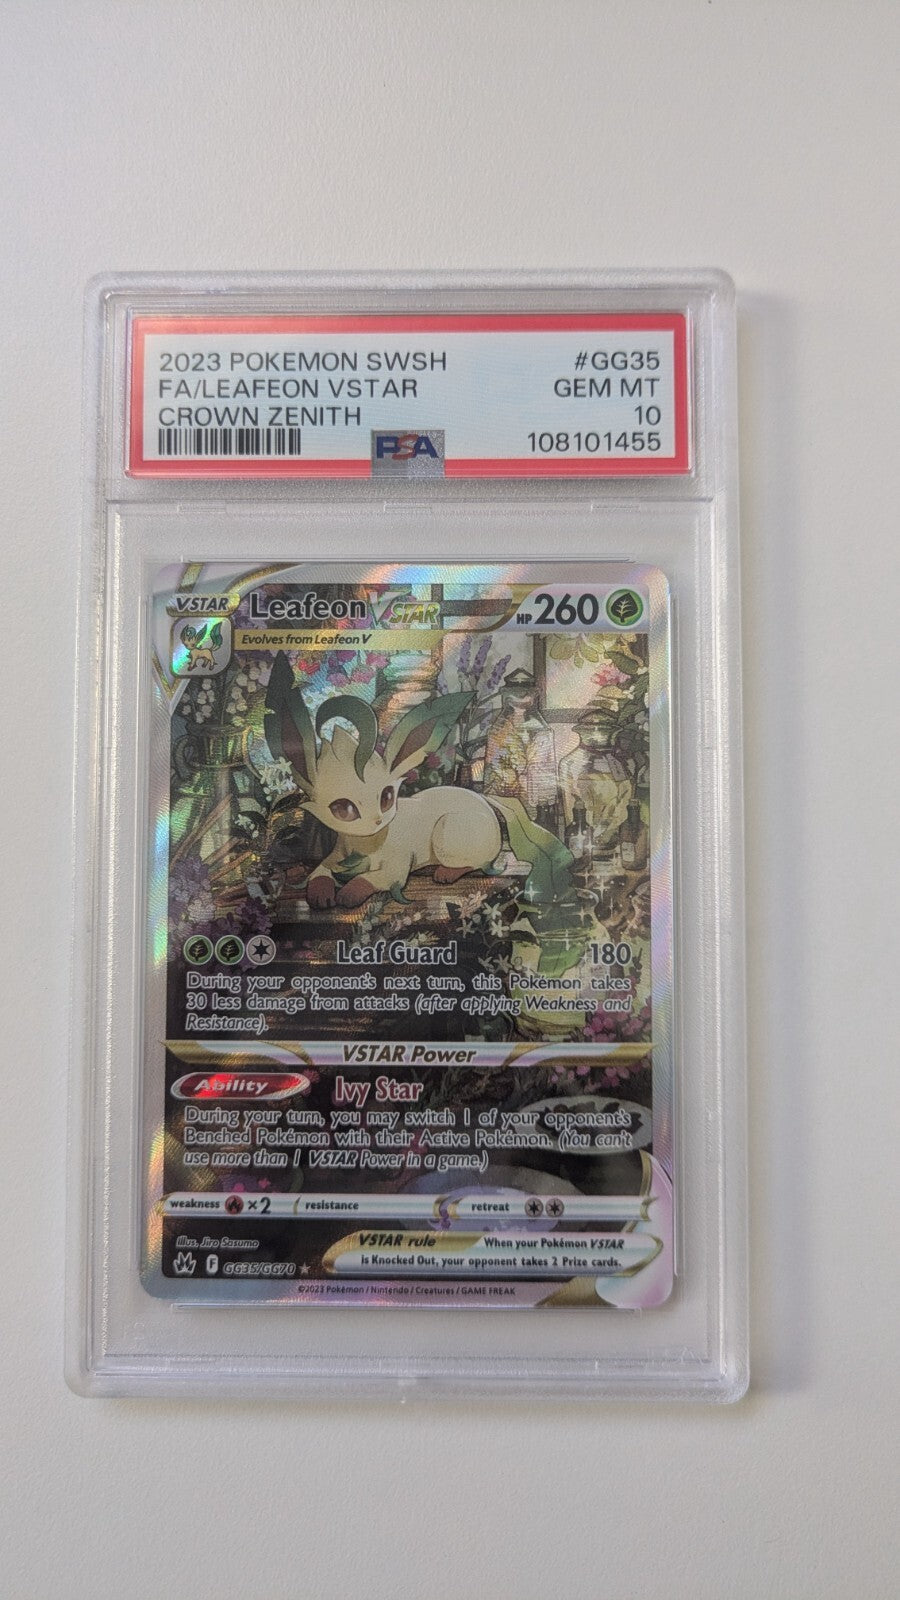 2023 POKEMON SWSH #GG35
FA/LEAFEON VSTAR GEM MT
CROWN ZENITH 10
PSA 108101455
VSTAR Leafeon VSTAR HP 260
Evolves from Leafeon V
Leaf Guard 180
During your opponent's next turn, this Pokémon takes
30 less damage from attacks (after applying Weakness and
Resistance).
VSTAR Power
Ability Ivy Star
During your turn, you may switch 1 of your opponent's
Benched Pokémon with their Active Pokémon. (You can't
use more than 1 VSTAR Power in a game.)
weakness ×2 resistance retreat
Illus. Jiro Sasumo
VSTAR rule When your Pokémon VSTAR
is Knocked Out, your opponent takes 2 Prize cards.
F GG35/GG70 ★
©2023 Pokémon / Nintendo / Creatures / GAME FREAK